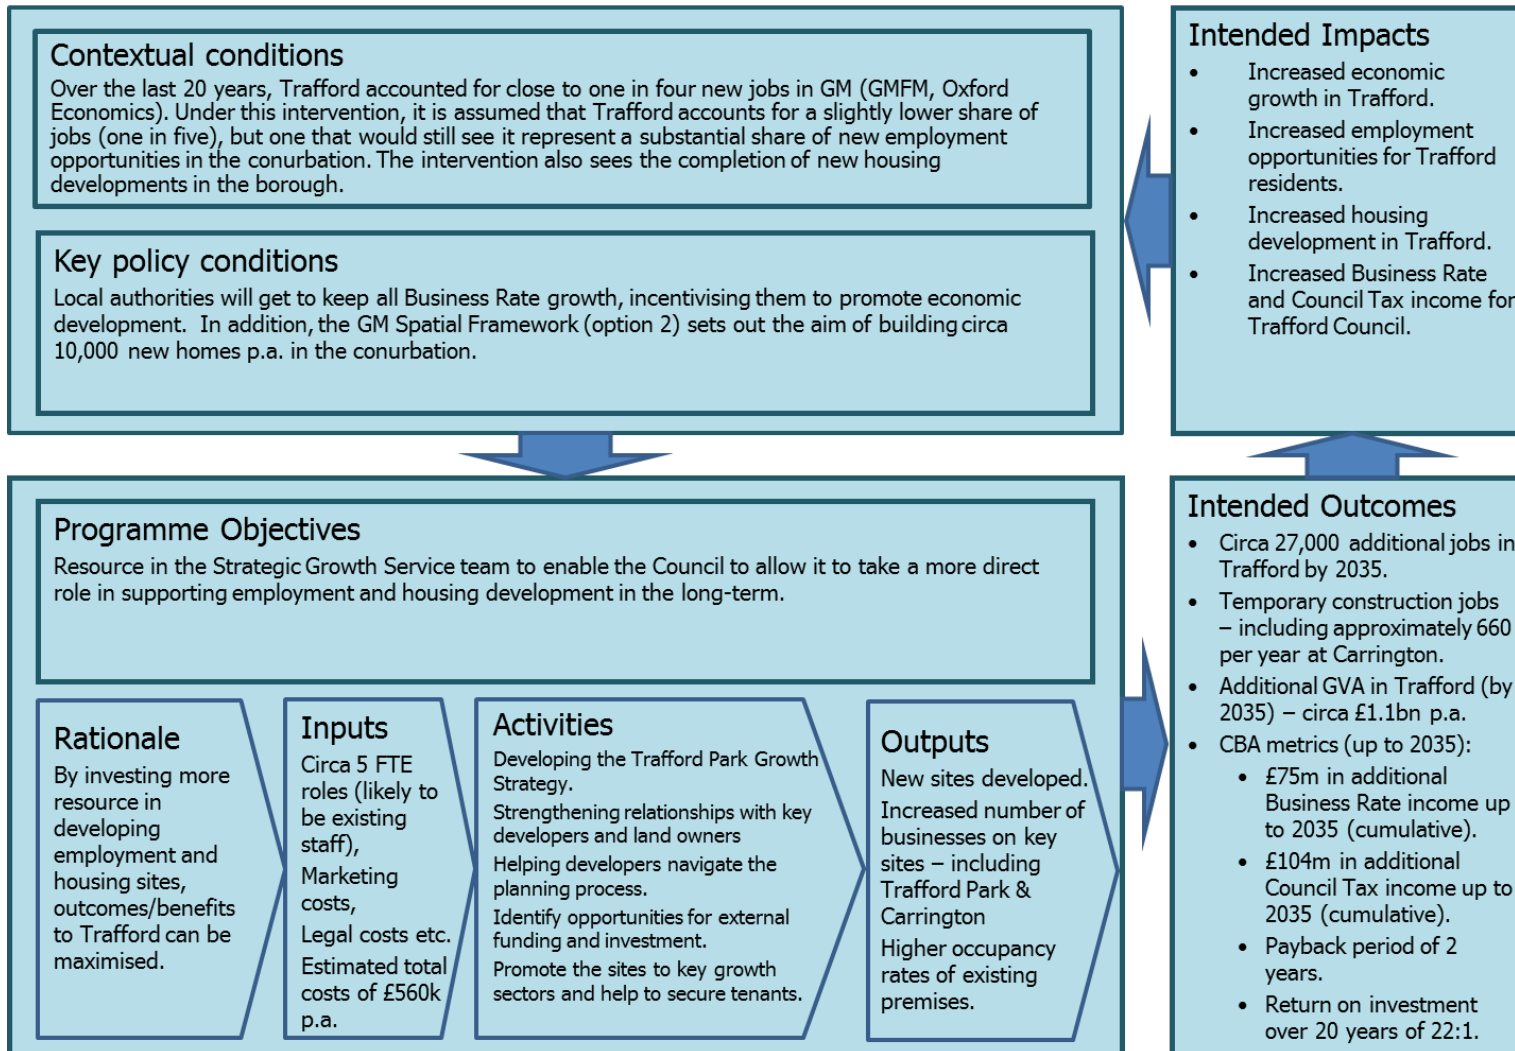 Contextual conditions
Over the last 20 years, Trafford accounted for close to one in four new jobs in GM (GMFM, Oxford
Economics). Under this intervention, it is assumed that Trafford accounts for a slightly lower share of
jobs (one in five), but one that would still see it represent a substantial share of new employment
opportunities in the conurbation. The intervention also sees the completion of new housing
developments in the borough.
Key policy conditions
Local authorities will get to keep all Business Rate growth, incentivising them to promote economic
development.  In addition, the GM Spatial Framework (option 2) sets out the aim of building circa
10,000 new homes p.a. in the conurbation.
Intended Impacts
• Increased economic
growth in Trafford.
• Increased employment
opportunities for Trafford
residents.
• Increased housing
development in Trafford.
• Increased Business Rate
and Council Tax income for
Trafford Council.
Programme Objectives
Resource in the Strategic Growth Service team to enable the Council to allow it to take a more direct
role in supporting employment and housing development in the long-term.
Rationale
By investing more
resource in
developing
employment and
housing sites,
outcomes/benefits
to Trafford can be
maximised.
Inputs
Circa 5 FTE
roles (likely to
be existing
staff),
Marketing
costs,
Legal costs etc.
Estimated total
costs of £560k
p.a.
Activities
Developing the Trafford Park Growth
Strategy.
Strengthening relationships with key
developers and land owners
Helping developers navigate the
planning process.
Identify opportunities for external
funding and investment.
Promote the sites to key growth
sectors and help to secure tenants.
Outputs
New sites developed.
Increased number of
businesses on key
sites – including
Trafford Park &
Carrington
Higher occupancy
rates of existing
premises.
Intended Outcomes
• Circa 27,000 additional jobs in
Trafford by 2035.
• Temporary construction jobs
– including approximately 660
per year at Carrington.
• Additional GVA in Trafford (by
2035) – circa £1.1bn p.a.
• CBA metrics (up to 2035):
• £75m in additional
Business Rate income up
to 2035 (cumulative).
• £104m in additional
Council Tax income up to
2035 (cumulative).
• Payback period of 2
years.
• Return on investment
over 20 years of 22:1.